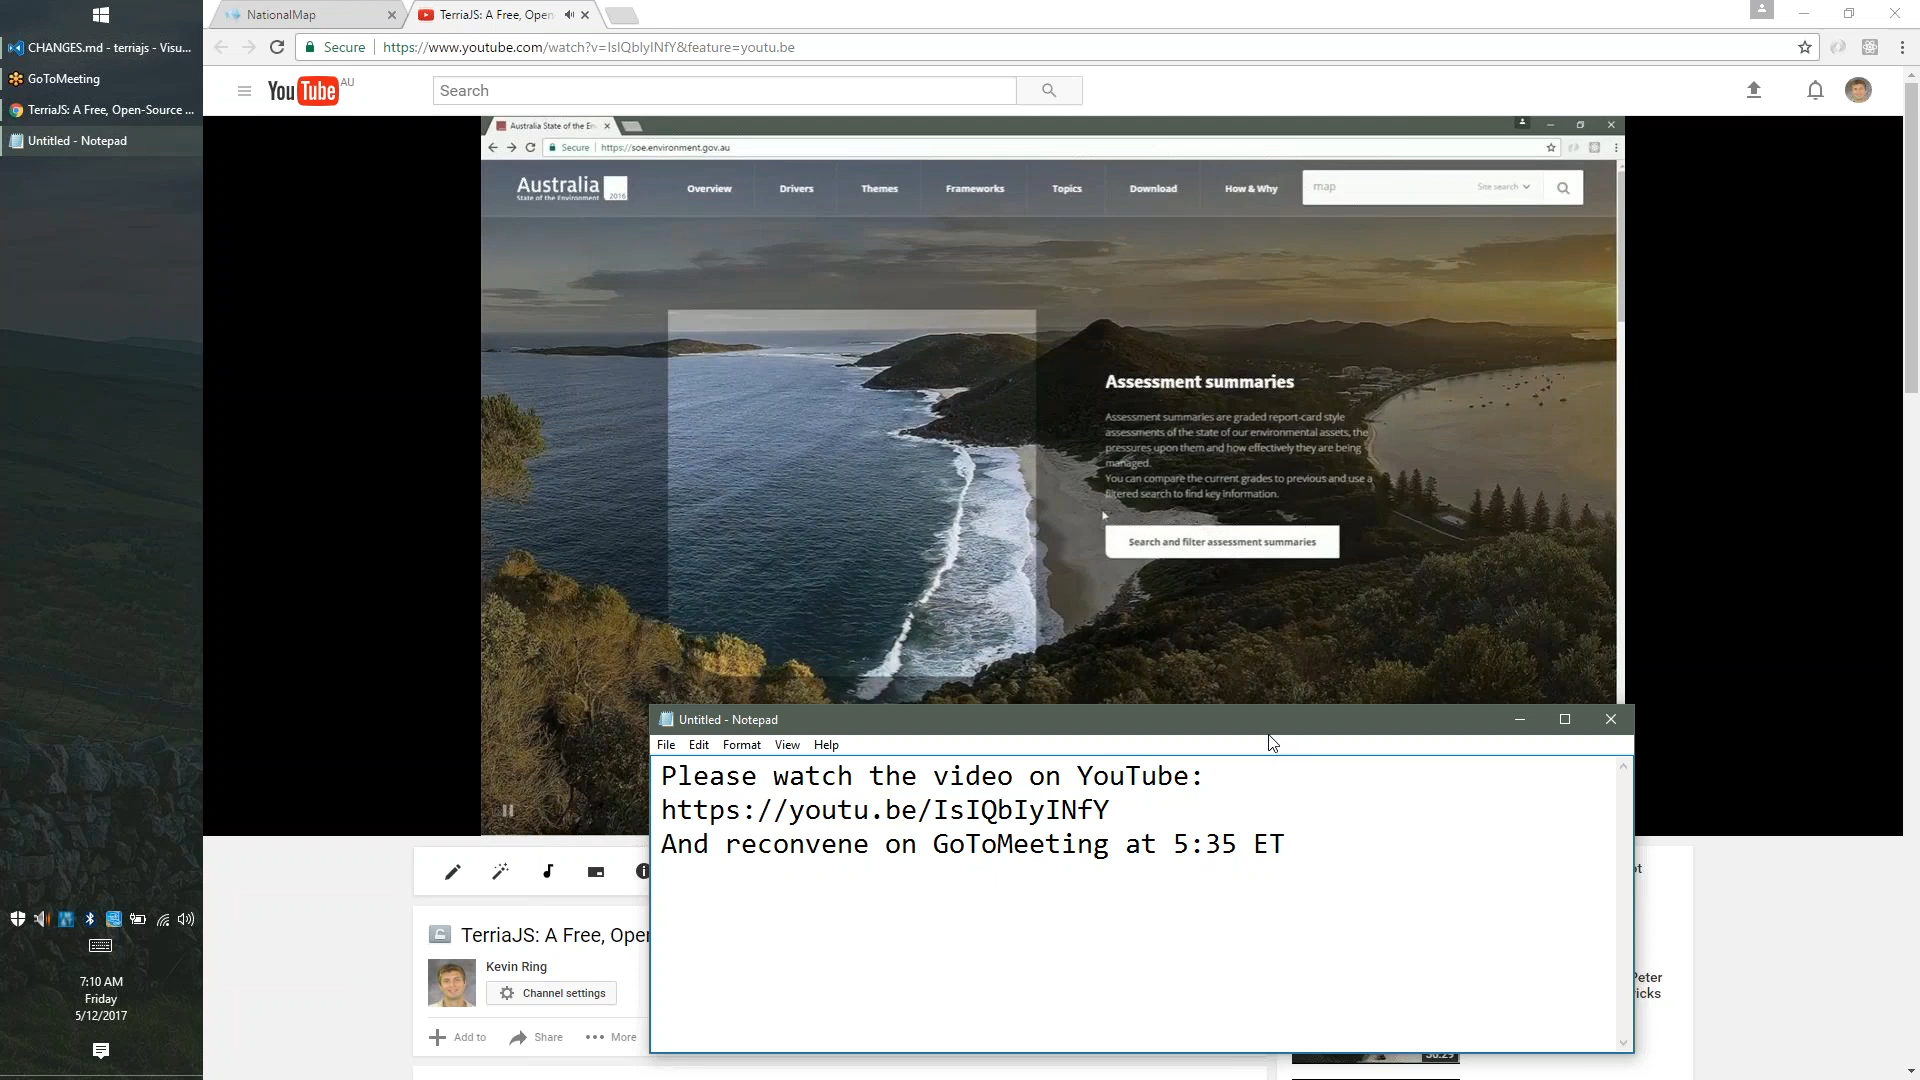 CHANGES.md - terriajs - Visu...
GoToMeeting
TerriaJS: A Free, Open-Source ...
Untitled - Notepad
7:10 AM
Friday
5/12/2017
NationalMap
TerriaJS: A Free, Open
Secure
https://www.youtube.com/watch?v=IsIQbIyINfY&feature=youtu.be
YouTube AU
Search
Australia State of the En
Secure
https://soe.environment.gov.au
Australia
State of the Environment 2016
Overview
Drivers
Themes
Frameworks
Topics
Download
How & Why
map
Site search
Assessment summaries
Assessment summaries are graded report-card style
assessments of the state of our environmental assets, the
pressures upon them and how effectively they are being
managed.
You can compare the current grades to previous and use a
filtered search to find key information.
Search and filter assessment summaries
Untitled - Notepad
File Edit Format View Help
Please watch the video on YouTube:
https://youtu.be/IsIQbIyINfY
And reconvene on GoToMeeting at 5:35 ET
TerriaJS: A Free, Oper
Kevin Ring
Channel settings
Add to
Share
More
ot
Peter
ricks
30:29